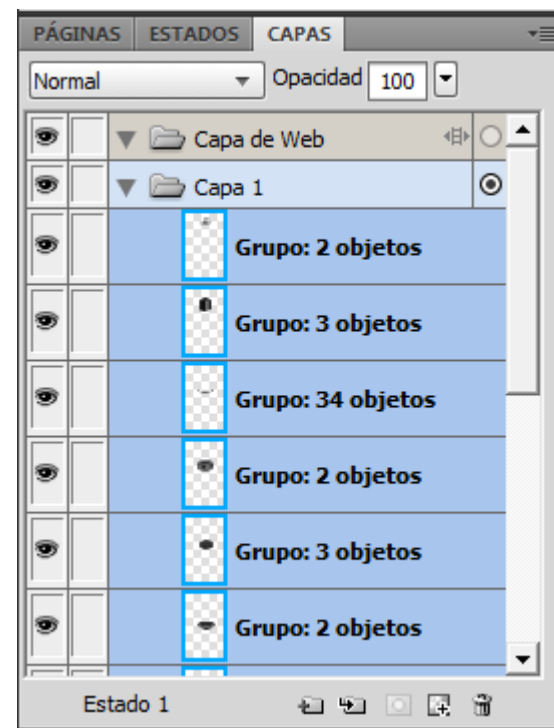 PÁGINAS ESTADOS CAPAS
Normal Opacidad 100
Capa de Web
Capa 1
Grupo: 2 objetos
Grupo: 3 objetos
Grupo: 34 objetos
Grupo: 2 objetos
Grupo: 3 objetos
Grupo: 2 objetos
Estado 1